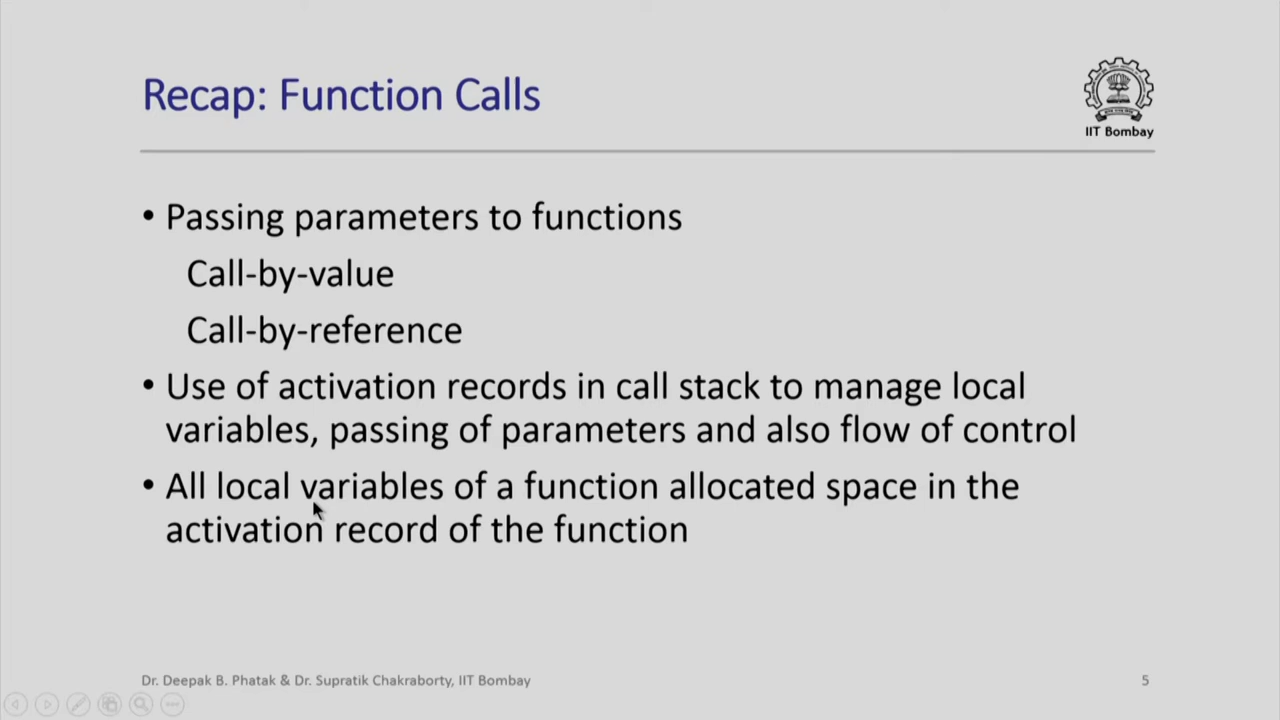 Recap: Function Calls
IIT Bombay
• Passing parameters to functions
Call-by-value
Call-by-reference
• Use of activation records in call stack to manage local
variables, passing of parameters and also flow of control
• All local variables of a function allocated space in the
activation record of the function
Dr. Deepak B. Phatak & Dr. Supratik Chakraborty, IIT Bombay
5